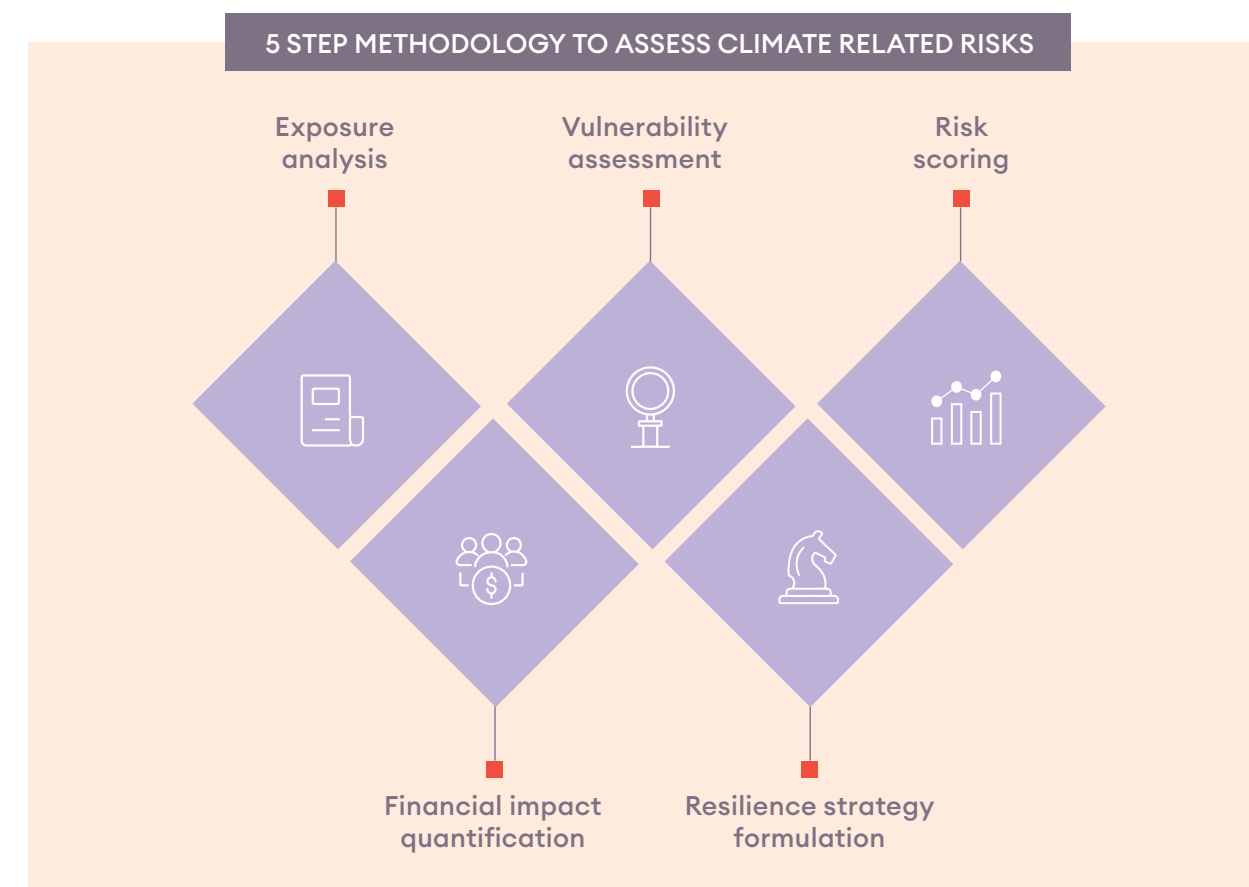 5 STEP METHODOLOGY TO ASSESS CLIMATE RELATED RISKS
Exposure
analysis
Vulnerability
assessment
Risk
scoring
$
Financial impact
quantification
Resilience strategy
formulation